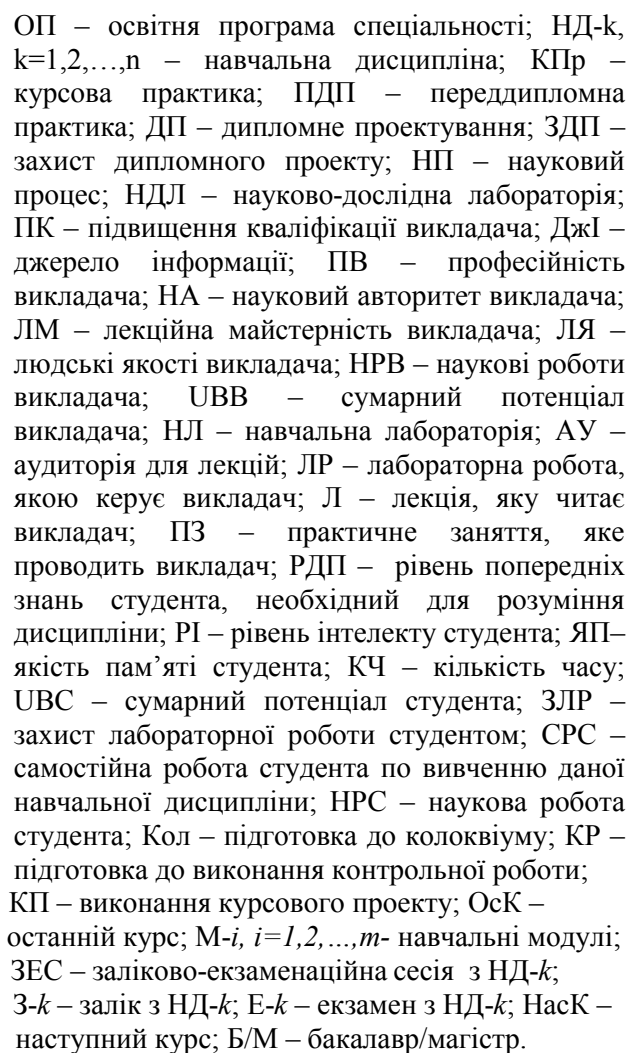 ОП – освітня програма спеціальності; НД-k,
k=1,2,…,n – навчальна дисципліна; КПр –
курсова практика; ПДП – переддипломна
практика; ДП – дипломне проектування; ЗДП –
захист дипломного проекту; НП – науковий
процес; НДЛ – науково-дослідна лабораторія;
ПК – підвищення кваліфікації викладача; ДжІ –
джерело інформації; ПВ – професійність
викладача; НА – науковий авторитет викладача;
ЛМ – лекційна майстерність викладача; ЛЯ –
людські якості викладача; НРВ – наукові роботи
викладача; UВВ – сумарний потенціал
викладача; НЛ – навчальна лабораторія; АУ –
аудиторія для лекцій; ЛР – лабораторна робота,
якою керує викладач; Л – лекція, яку читає
викладач; ПЗ – практичне заняття, яке
проводить викладач; РДП – рівень попередніх
знань студента, необхідний для розуміння
дисципліни; РІ – рівень інтелекту студента; ЯП–
якість пам’яті студента; КЧ – кількість часу;
UВС – сумарний потенціал студента; ЗЛР –
захист лабораторної роботи студентом; СРС –
самостійна робота студента по вивченню даної
навчальної дисципліни; НРС – наукова робота
студента; Кол – підготовка до колоквіуму; КР –
підготовка до виконання контрольної роботи;
КП – виконання курсового проекту; ОсК –
останній курс; М-i, i=1,2,…,m- навчальні модулі;
ЗЕС – заліково-екзаменаційна сесія з НД-k;
З-k – залік з НД-k; Е-k – екзамен з НД-k; НасК –
наступний курс; Б/М – бакалавр/магістр.